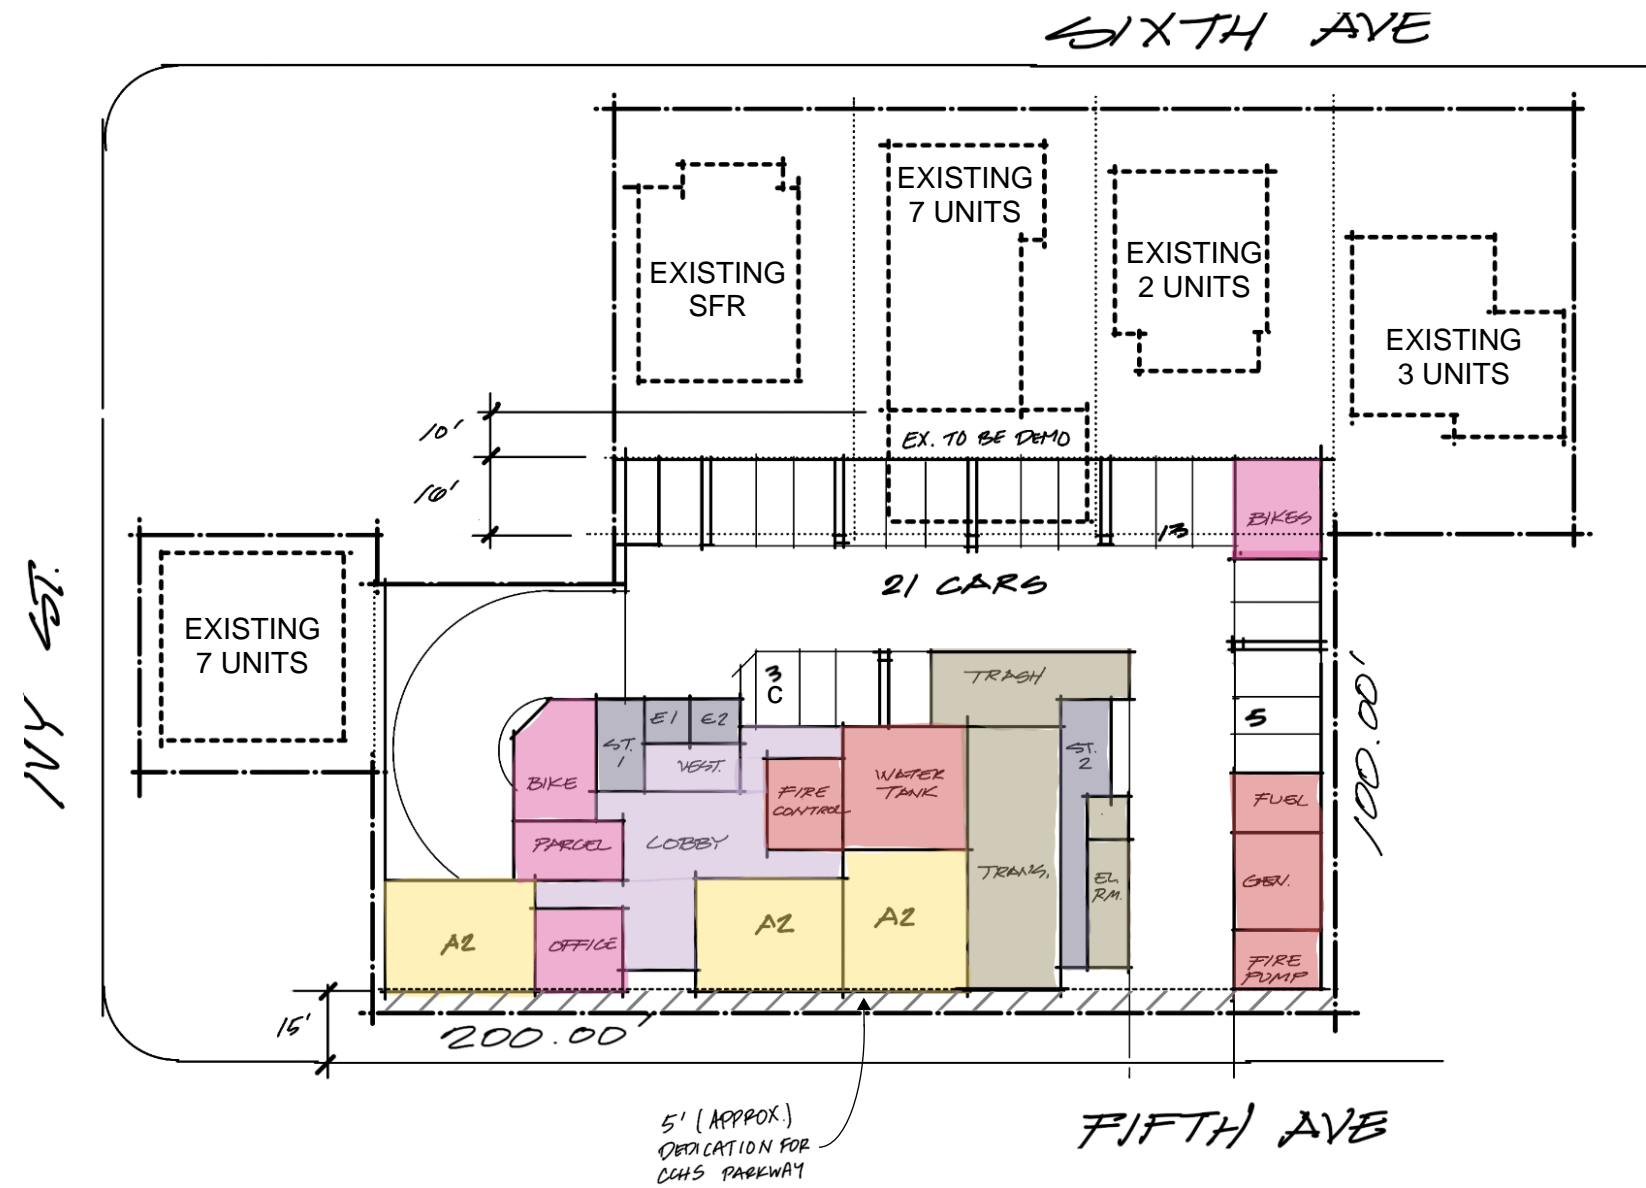 SIXTH AVE
EXISTING
7 UNITS
EXISTING
SFR
EXISTING
2 UNITS
EXISTING
3 UNITS
10'
EX. TO BE DEMO
16'
13
BIKES
21 CARS
IVY ST.
EXISTING
7 UNITS
3
C
TRASH
5
100.00'
E1
E2
ST.
1
VEST.
ST.
2
BIKE
FIRE
CONTROL
WATER
TANK
FUEL
PARCEL
LOBBY
TRANS.
EL.
RM.
GEN.
A2
OFFICE
A2
A2
FIRE
PUMP
15'
200.00'
5' (APPROX.)
DEDICATION FOR
CCHS PARKWAY
FIFTH AVE